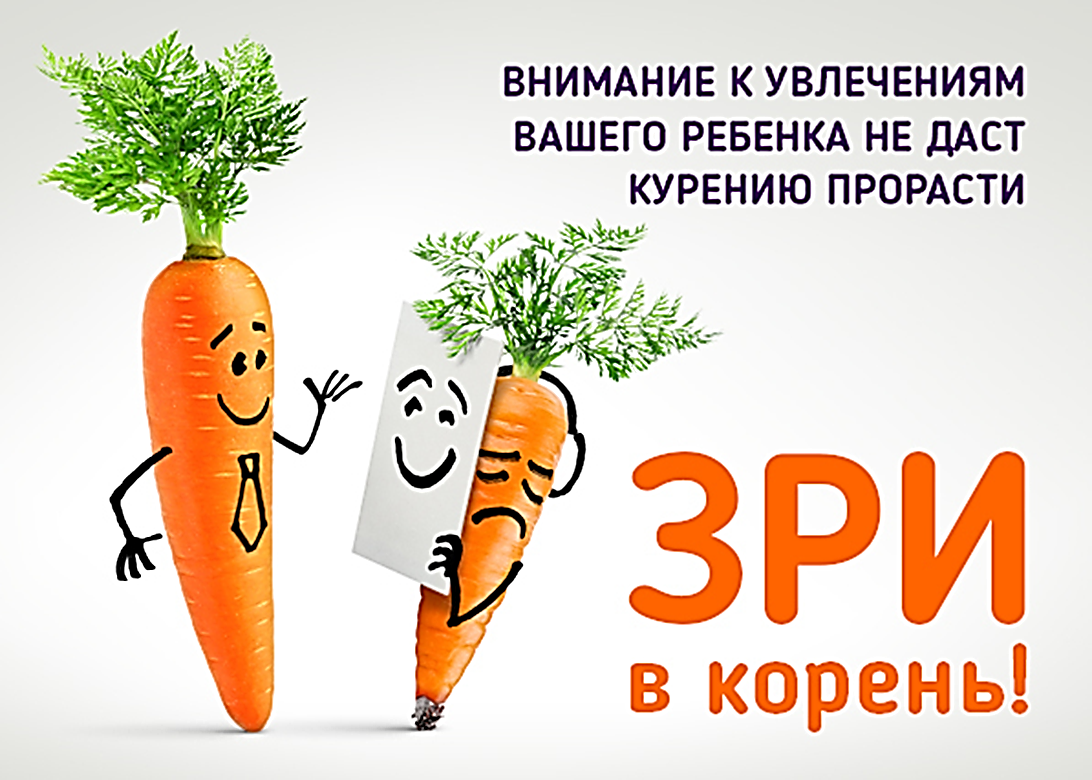 ВНИМАНИЕ К УВЛЕЧЕНИЯМ
ВАШЕГО РЕБЕНКА НЕ ДАСТ
КУРЕНИЮ ПРОРАСТИ
ЗРИ
в корень!